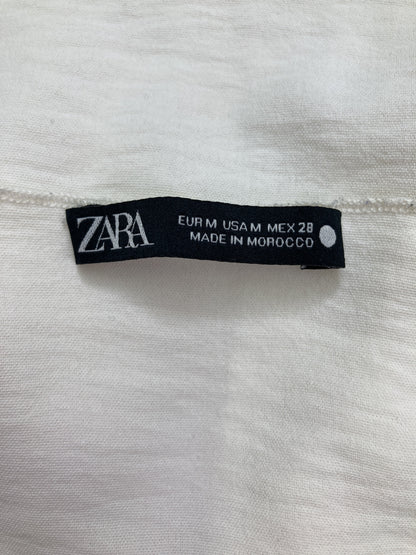 ZARA
EUR M USA M MEX 28
MADE IN MOROCCO